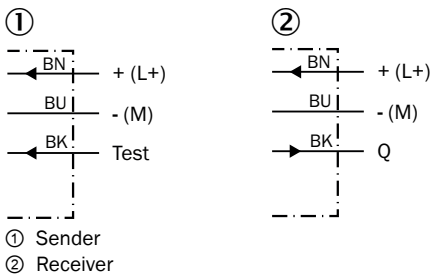 ① ②
BN + (L+) BN + (L+)
BU - (M) BU - (M)
BK Test BK Q
① Sender
② Receiver